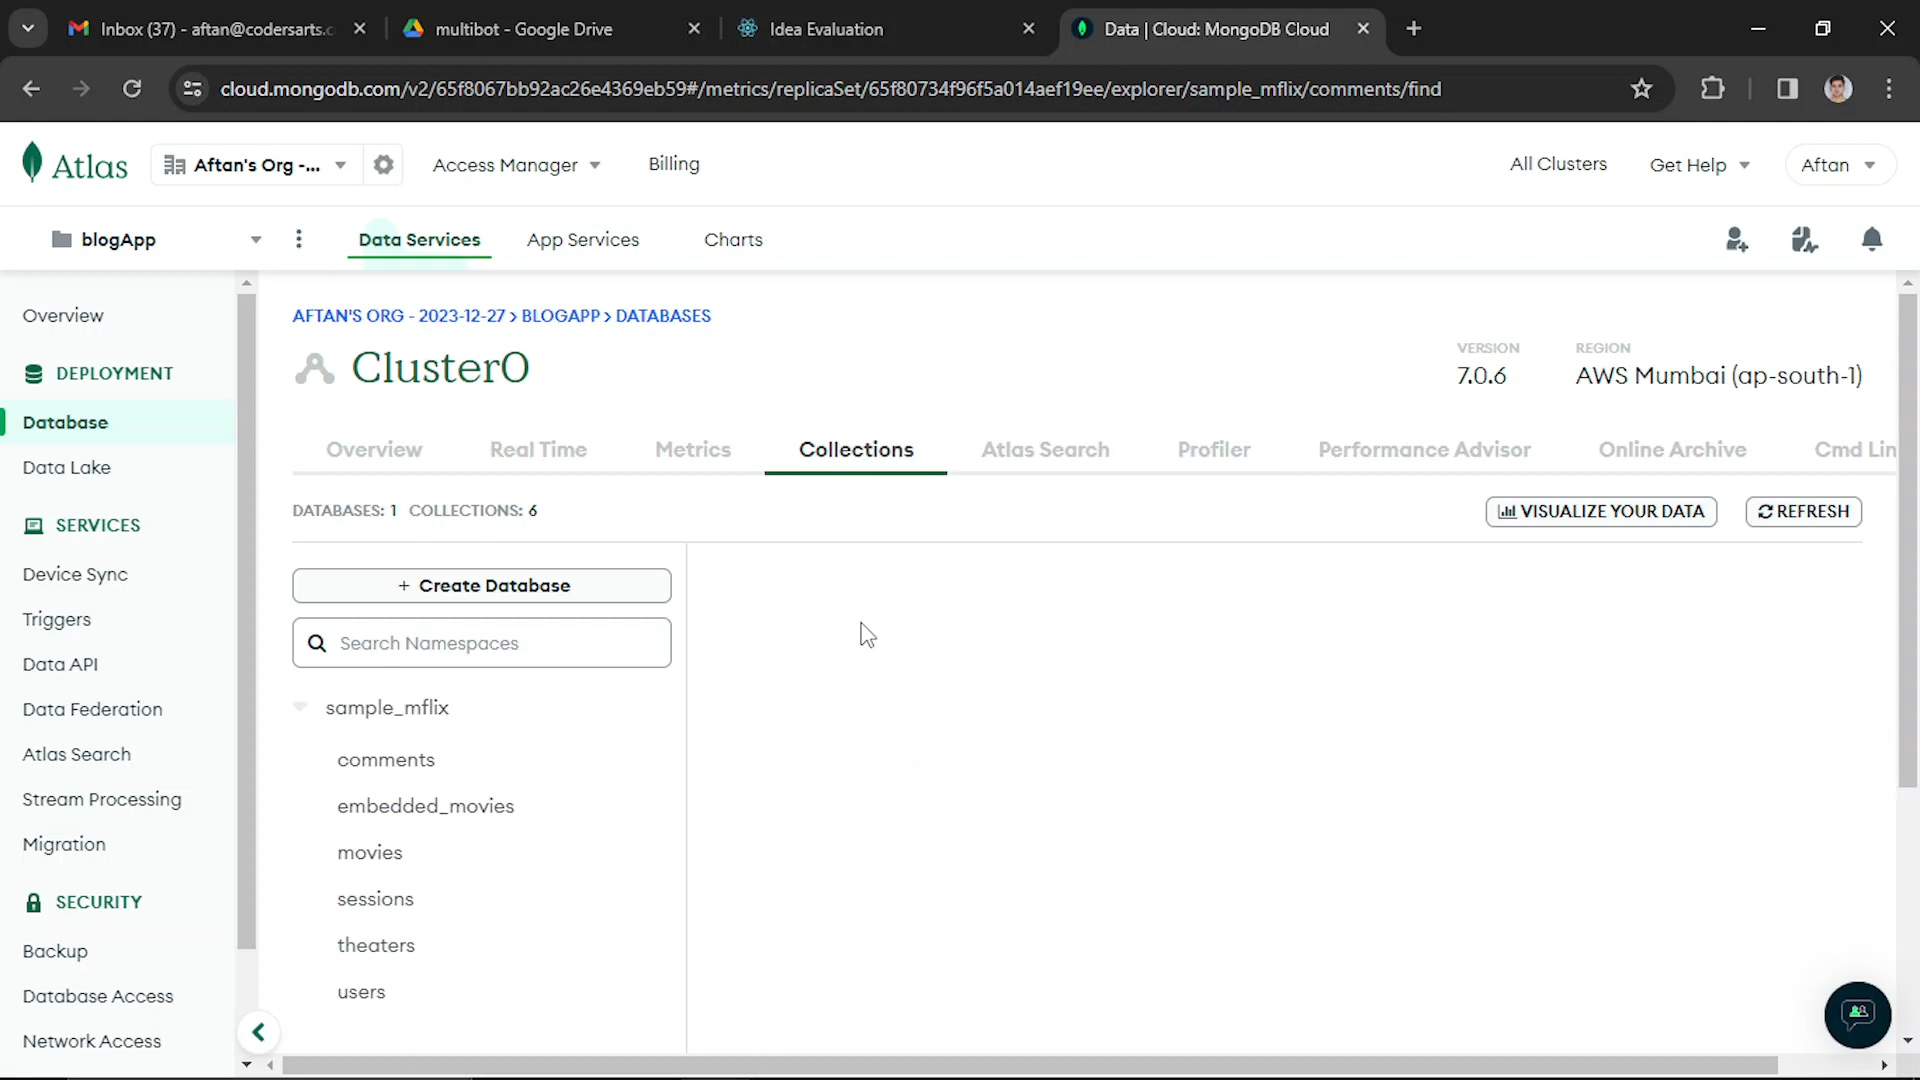 Inbox (37) - aftan@codersarts.c
multibot - Google Drive
Idea Evaluation
Data | Cloud: MongoDB Cloud
cloud.mongodb.com/v2/65f8067bb92ac26e4369eb59#/metrics/replicaSet/65f80734f96f5a014aef19ee/explorer/sample_mflix/comments/find
Atlas
Aftan's Org -...
Access Manager
Billing
All Clusters
Get Help
Aftan
blogApp
Data Services
App Services
Charts
Overview
DEPLOYMENT
Database
Data Lake
SERVICES
Device Sync
Triggers
Data API
Data Federation
Atlas Search
Stream Processing
Migration
SECURITY
Backup
Database Access
Network Access
AFTAN'S ORG - 2023-12-27 > BLOGAPP > DATABASES
Cluster0
VERSION
7.0.6
REGION
AWS Mumbai (ap-south-1)
Overview
Real Time
Metrics
Collections
Atlas Search
Profiler
Performance Advisor
Online Archive
Cmd Lin
DATABASES: 1 COLLECTIONS: 6
VISUALIZE YOUR DATA
REFRESH
+ Create Database
Search Namespaces
sample_mflix
comments
embedded_movies
movies
sessions
theaters
users